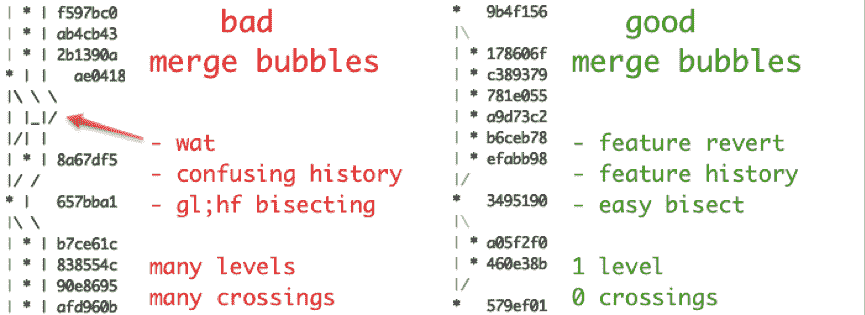 | * | f597bc0
| * | ab4cb43
| * | 2b1390a
* | | ae0418
|\ \ \
| |_|/
|/| |
| * | 8a67df5
|/ /
* | 657bba1
|\ \
| * | b7ce61c
| * | 838554c
| * | 90e8695
| * | afd960b
bad
merge bubbles
- wat
- confusing history
- gl;hf bisecting
many levels
many crossings
* 9b4f156
|\
| * 178606f
| * c389379
| * 781e055
| * a9d73c2
| * b6ceb78
| * efabb98
|/
* 3495190
|\
| * a05f2f0
| * 460e38b
|/
* 579ef01
good
merge bubbles
- feature revert
- feature history
- easy bisect
1 level
0 crossings